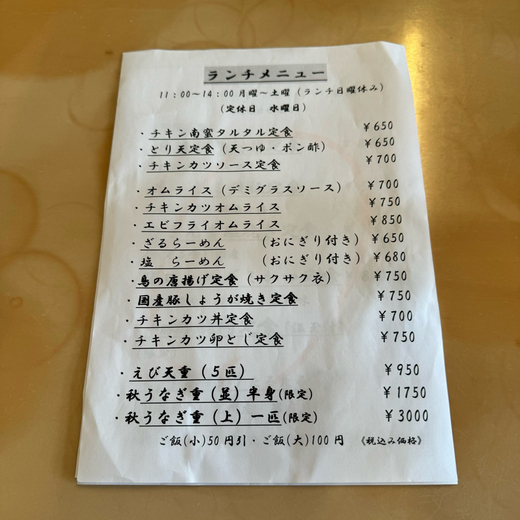 ランチメニュー
11:00～14:00月曜～土曜(ランチ日曜休み)
(定休日 水曜日)
・チキン南蛮タルタル定食 ¥650
・とり天定食(天つゆ・ポン酢) ¥650
・チキンカツソース定食 ¥700
・オムライス(デミグラスソース) ¥700
・チキンカツオムライス ¥750
・エビフライオムライス ¥850
・ざるらーめん (おにぎり付き) ¥650
・塩 らーめん (おにぎり付き) ¥680
・鳥の唐揚げ定食(サクサク衣) ¥750
・国産豚しょうが焼き定食 ¥750
・チキンカツ丼定食 ¥700
・チキンカツ卵とじ定食 ¥750
・えび天重(5匹) ¥950
・秋うなぎ重(並)半身(限定) ¥1750
・秋うなぎ重(上)一匹(限定) ¥3000
ご飯(小)50円引・ご飯(大)100円 (税込み価格)